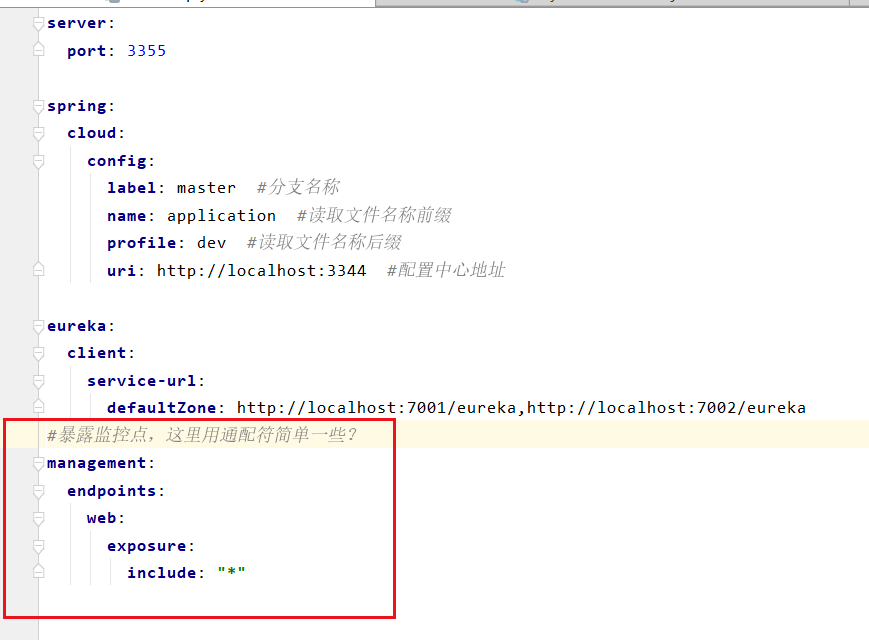 server:
  port: 3355

spring:
  cloud:
    config:
      label: master  #分支名称
      name: application  #读取文件名称前缀
      profile: dev  #读取文件名称后缀
      uri: http://localhost:3344  #配置中心地址

eureka:
  client:
    service-url:
      defaultZone: http://localhost:7001/eureka,http://localhost:7002/eureka
#暴露监控点，这里用通配符简单一些?
management:
  endpoints:
    web:
      exposure:
        include: "*"